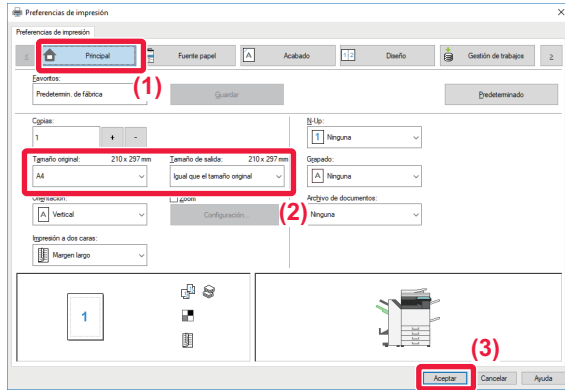 Preferencias de impresión
Preferencias de impresión
Principal Fuente papel Acabado Diseño Gestión de trabajos
(1)
Favoritos:
Predetermin. de fábrica Guardar Predeterminado
Copias: N-Up:
1 + - 1 Ninguna
Tamaño original: 210 x 297 mm Tamaño de salida: 210 x 297 mm Grapado:
A4 Igual que el tamaño original Ninguna
(2)
Orientación: Zoom Archivo de documentos:
A Vertical Configuración... Ninguna
Impresión a dos caras:
Margen largo
1
(3)
Aceptar Cancelar Ayuda